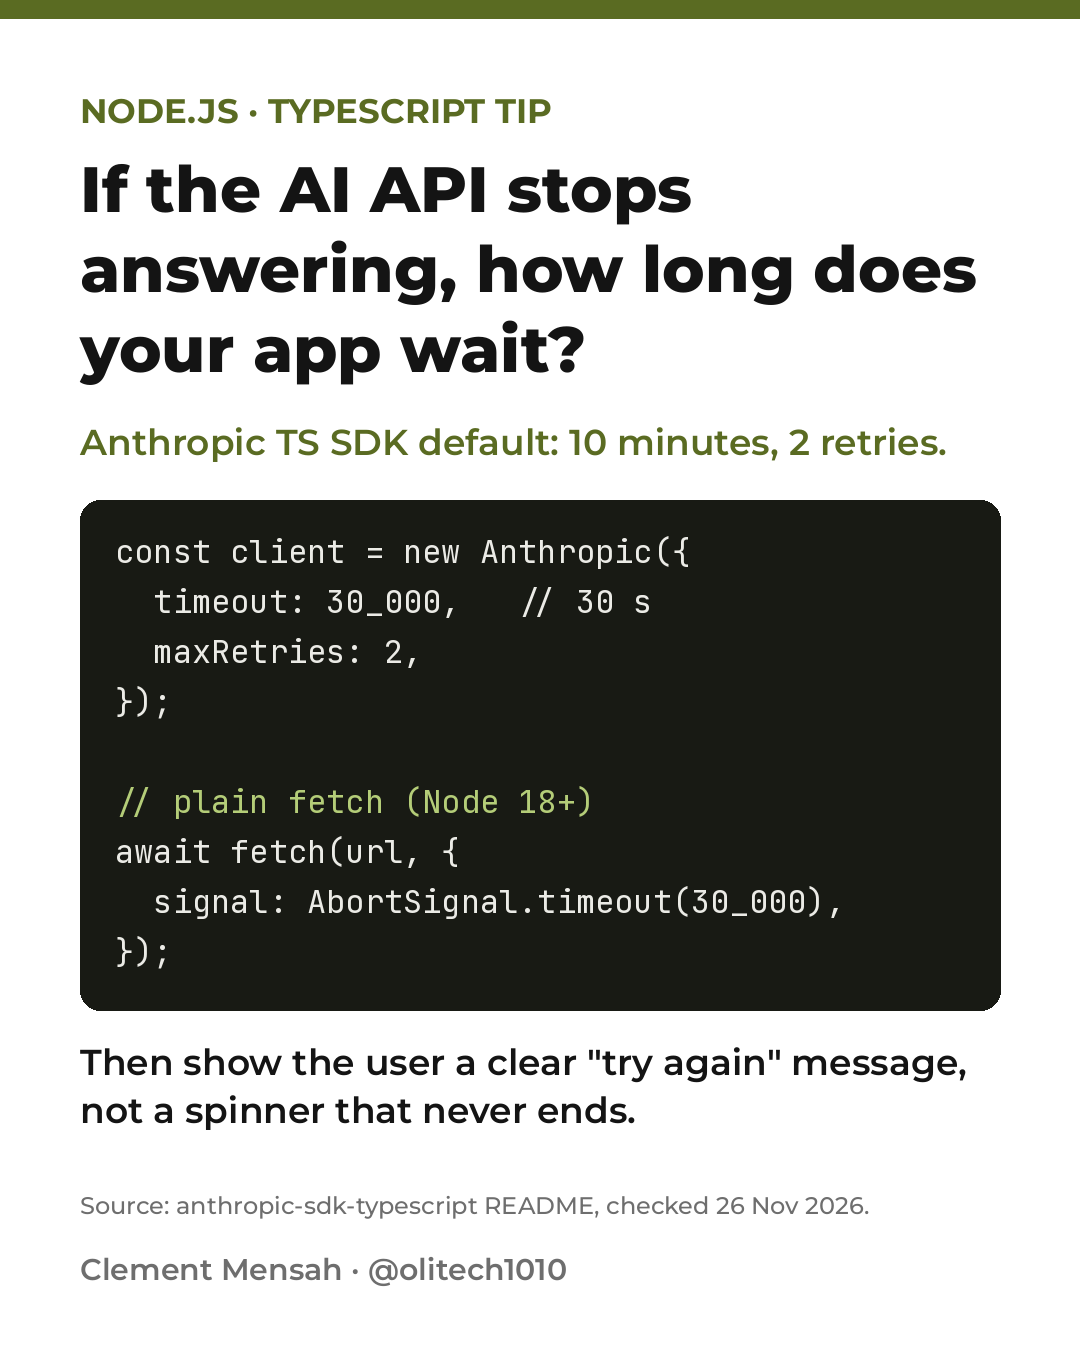 NODE.JS · TYPESCRIPT TIP
If the AI API stops
answering, how long does
your app wait?
Anthropic TS SDK default: 10 minutes, 2 retries.
const client = new Anthropic({
  timeout: 30_000,   // 30 s
  maxRetries: 2,
});

// plain fetch (Node 18+)
await fetch(url, {
  signal: AbortSignal.timeout(30_000),
});
Then show the user a clear "try again" message,
not a spinner that never ends.
Source: anthropic-sdk-typescript README, checked 26 Nov 2026.
Clement Mensah · @olitech1010